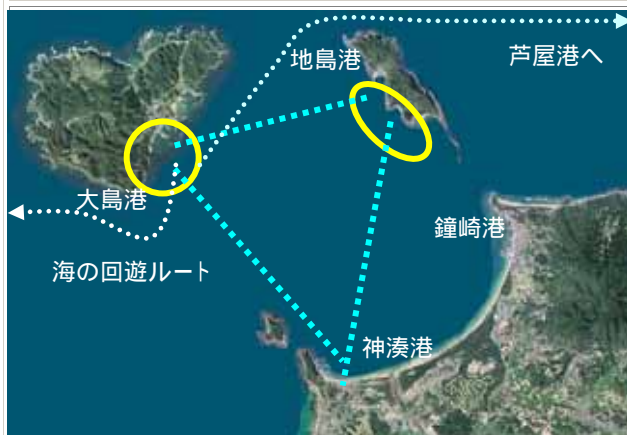 地島港
芦屋港へ
大島港
鐘崎港
海の回遊ルート
神湊港